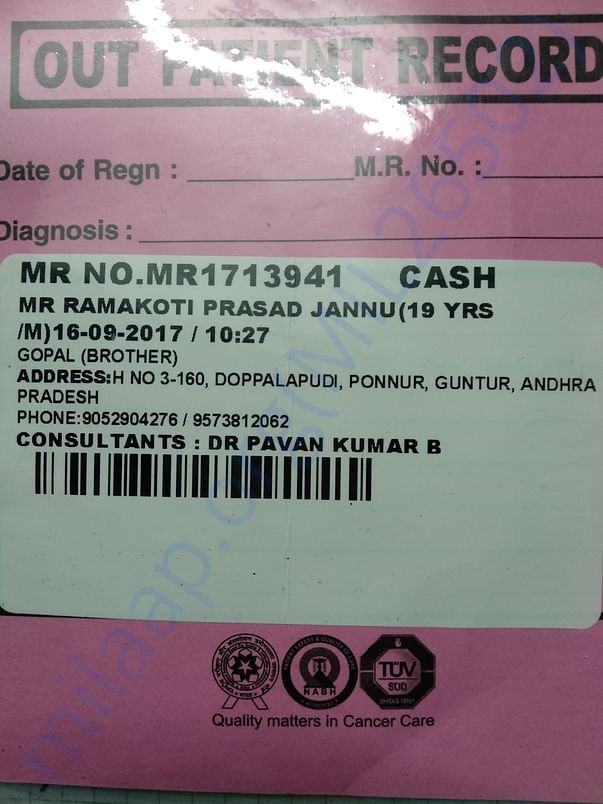 OUT PATIENT RECORD
Date of Regn : M.R. No. :
Diagnosis :
MR NO.MR1713941 CASH
MR RAMAKOTI PRASAD JANNU(19 YRS
/M)16-09-2017 / 10:27
GOPAL (BROTHER)
ADDRESS:H NO 3-160, DOPPALAPUDI, PONNUR, GUNTUR, ANDHRA
PRADESH
PHONE:9052904276 / 9573812062
CONSULTANTS : DR PAVAN KUMAR B
NABH
TÜV
SÜD
Quality matters in Cancer Care